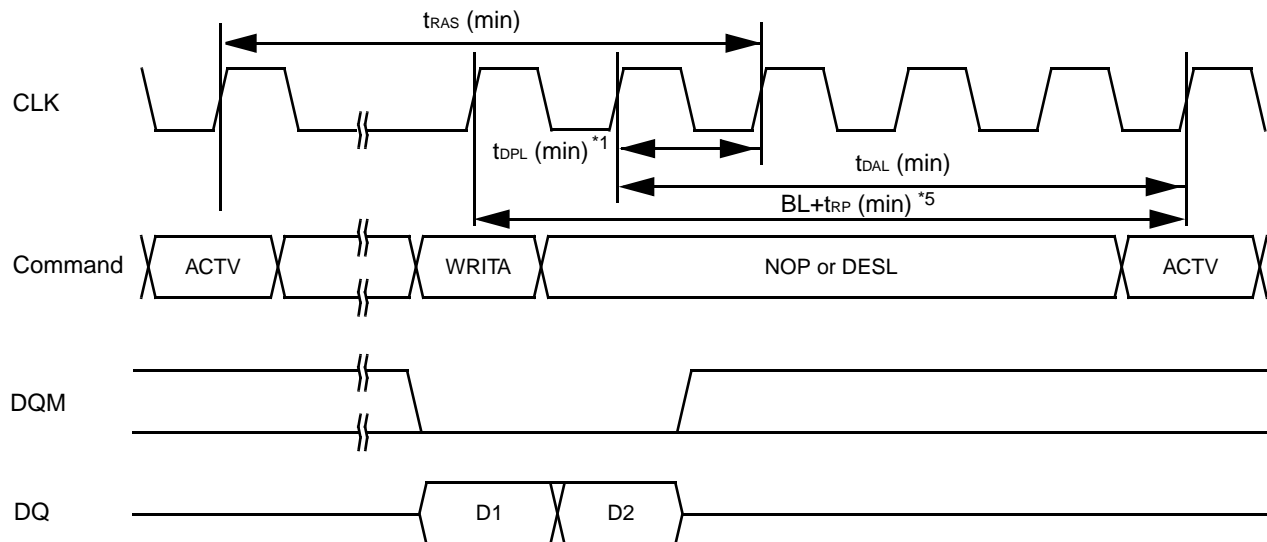 tRAS (min)
CLK
tDPL (min) *1
tDAL (min)
BL+tRP (min) *5
Command ACTV WRITA NOP or DESL ACTV
DQM
DQ D1 D2